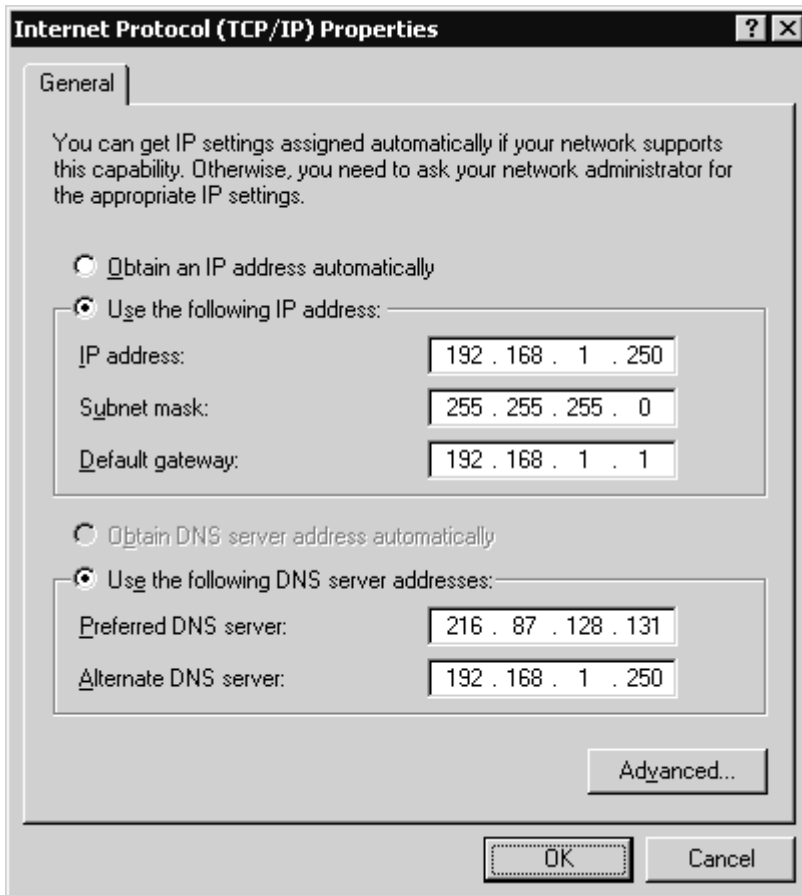 Internet Protocol (TCP/IP) Properties
General
You can get IP settings assigned automatically if your network supports
this capability. Otherwise, you need to ask your network administrator for
the appropriate IP settings.
Obtain an IP address automatically
Use the following IP address:
IP address: 192 . 168 . 1 . 250
Subnet mask: 255 . 255 . 255 . 0
Default gateway: 192 . 168 . 1 . 1
Obtain DNS server address automatically
Use the following DNS server addresses:
Preferred DNS server: 216 . 87 . 128 . 131
Alternate DNS server: 192 . 168 . 1 . 250
Advanced...
OK Cancel